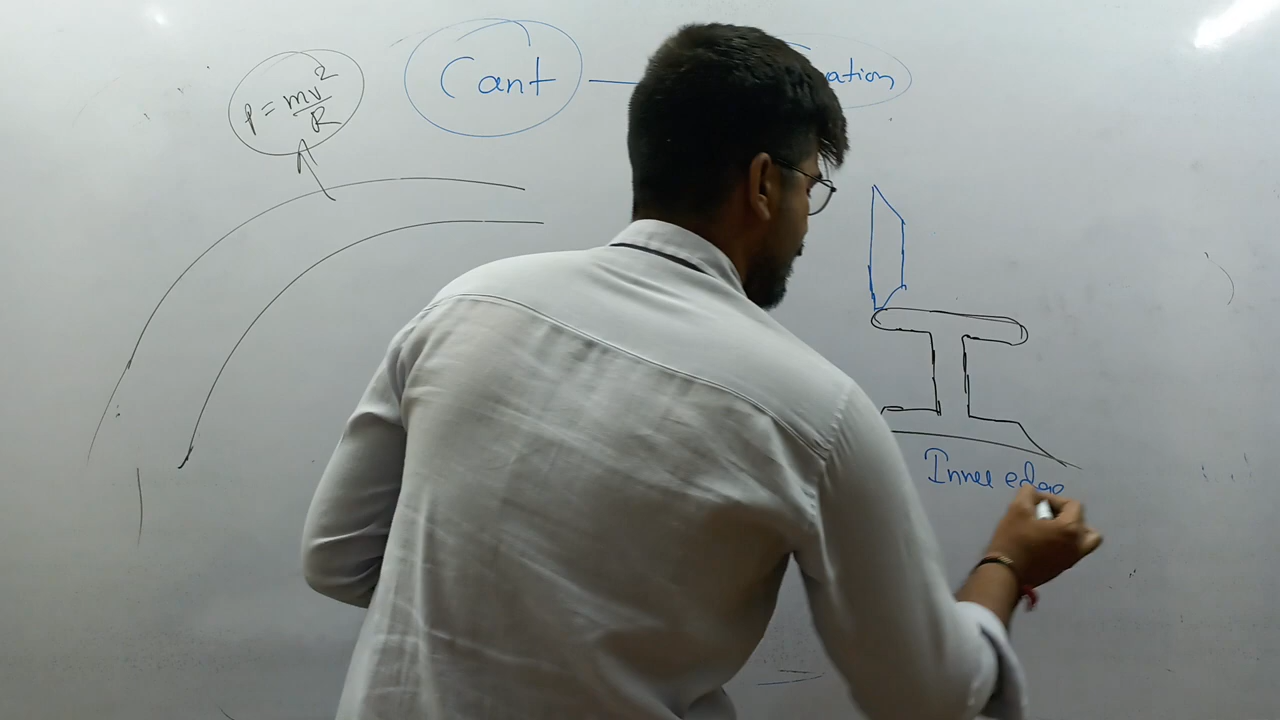 P = mv²/R
Cant — ation
Inner edge